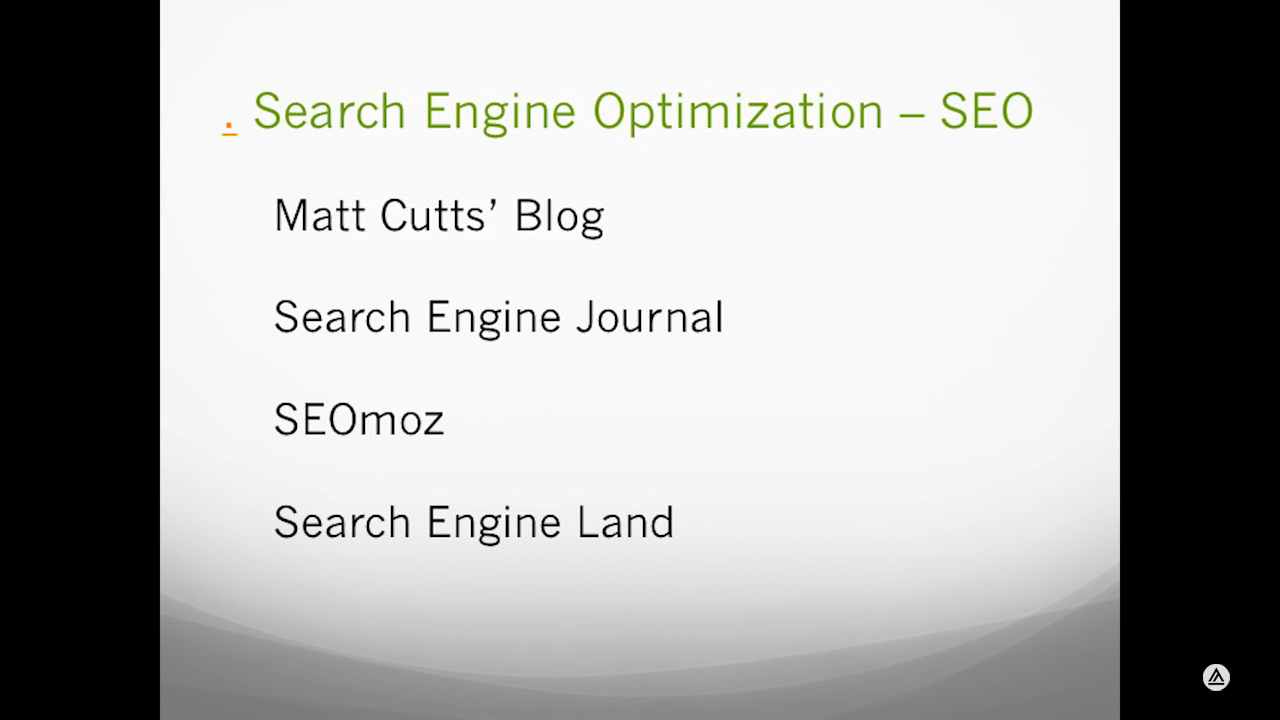 . Search Engine Optimization – SEO
Matt Cutts’ Blog
Search Engine Journal
SEOmoz
Search Engine Land